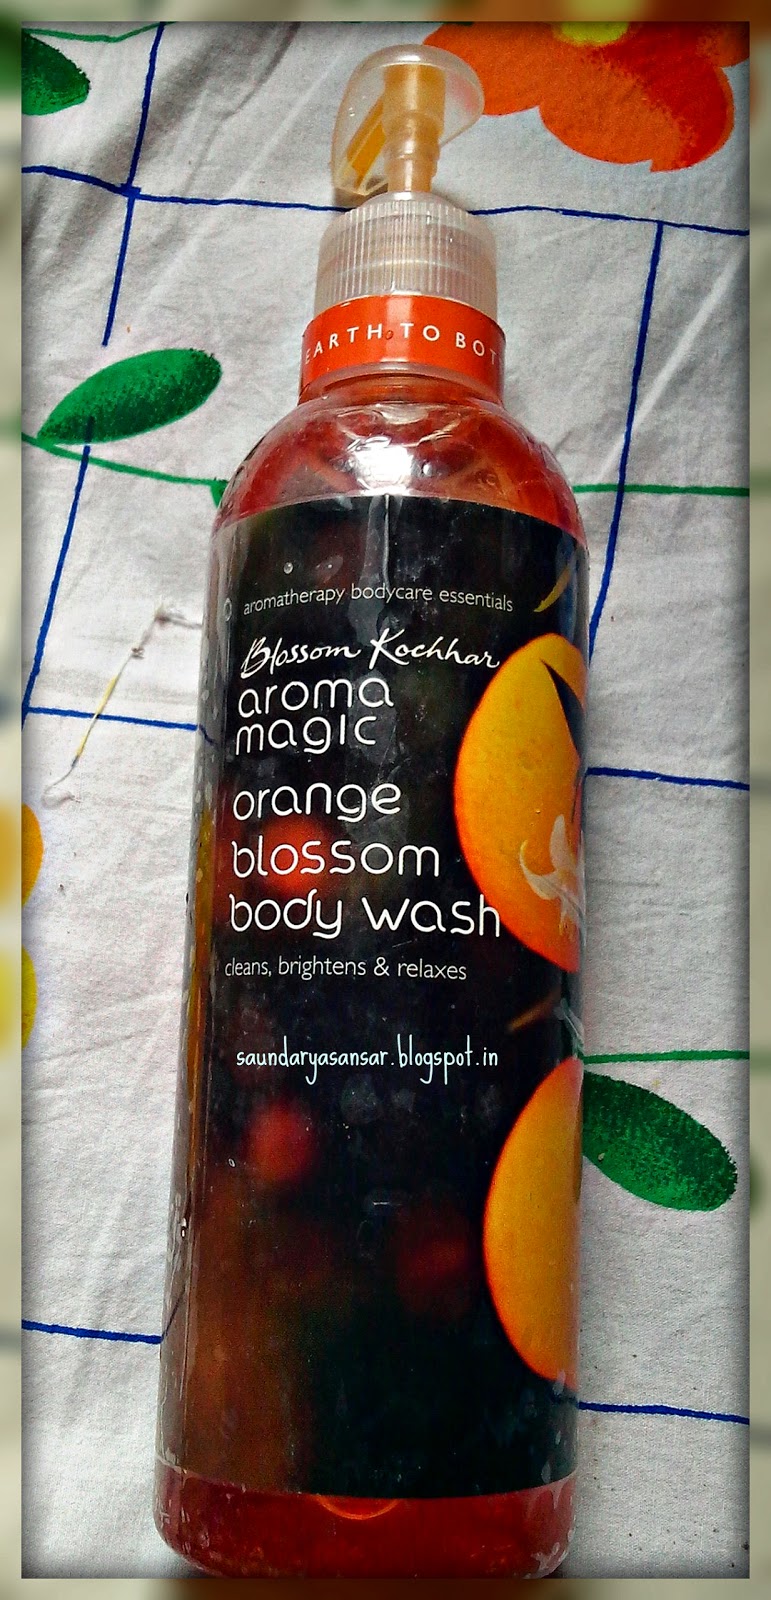 EARTH TO BOT
aromatherapy bodycare essentials
Blossom Kochhar
aroma
magic
orange
blossom
body wash
cleans, brightens & relaxes
saundaryasansar.blogspot.in